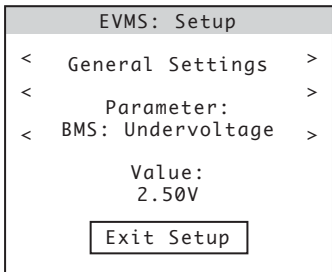 EVMS: Setup
< General Settings >
< >
Parameter:
< BMS: Undervoltage >
Value:
2.50V
Exit Setup